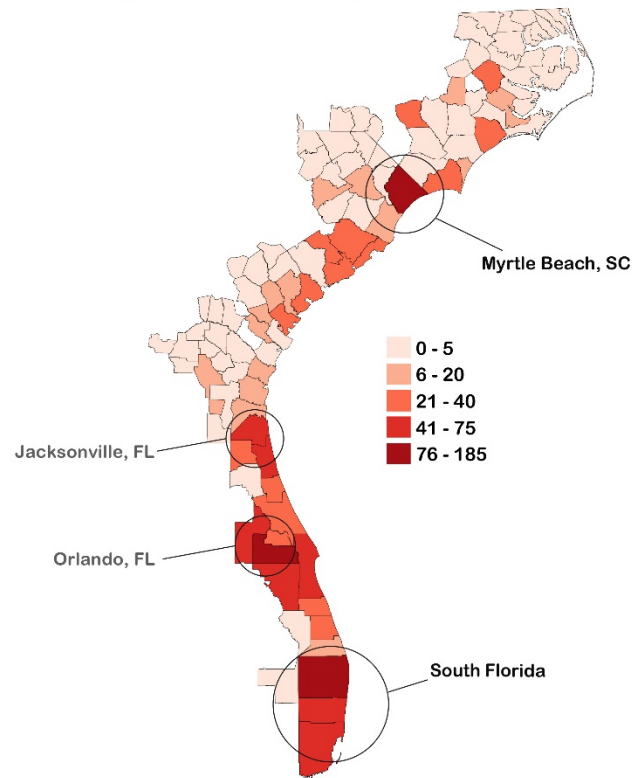 Myrtle Beach, SC
0 - 5
6 - 20
21 - 40
41 - 75
76 - 185
Jacksonville, FL
Orlando, FL
South Florida